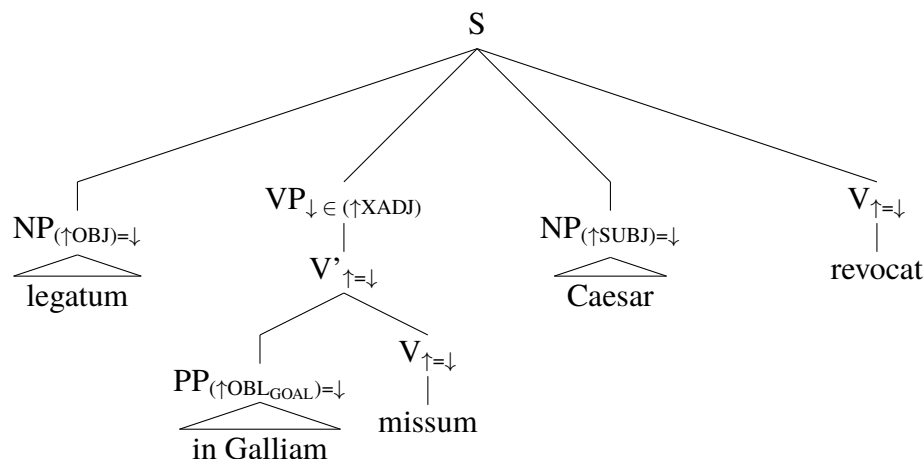 S
NP(↑OBJ)=↓ VP↓ ∈ (↑XADJ) NP(↑SUBJ)=↓ V↑=↓
legatum V’↑=↓ Caesar revocat
PP(↑OBLGOAL)=↓ V↑=↓
in Galliam missum